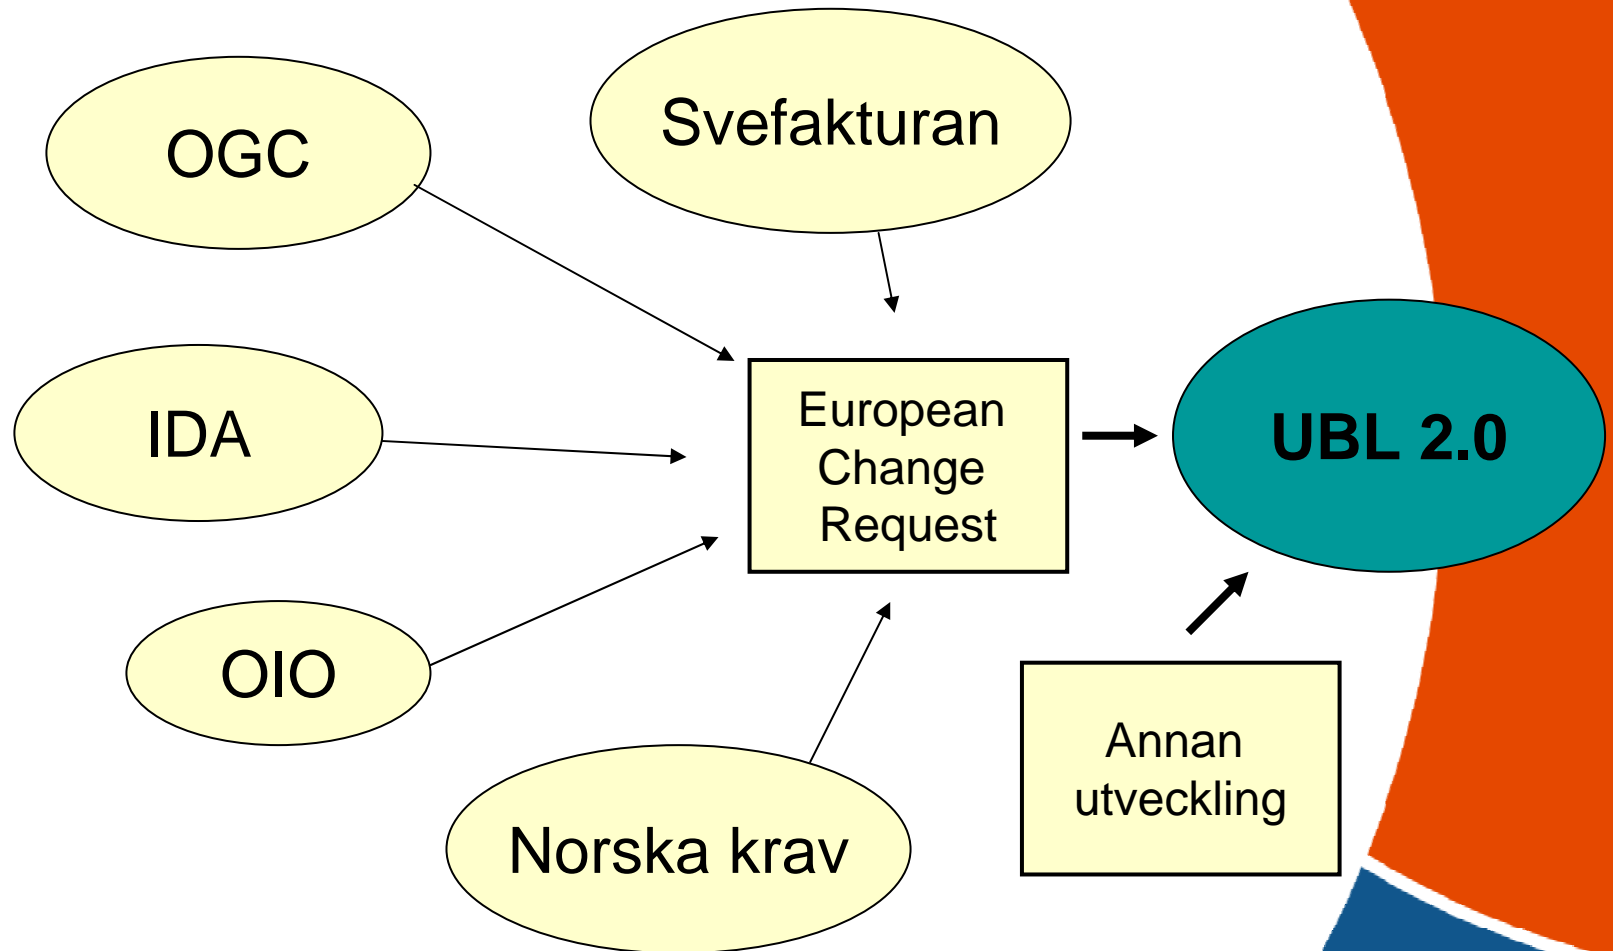 OGC
Svefakturan
IDA
European
Change
Request
UBL 2.0
OIO
Annan
utveckling
Norska krav